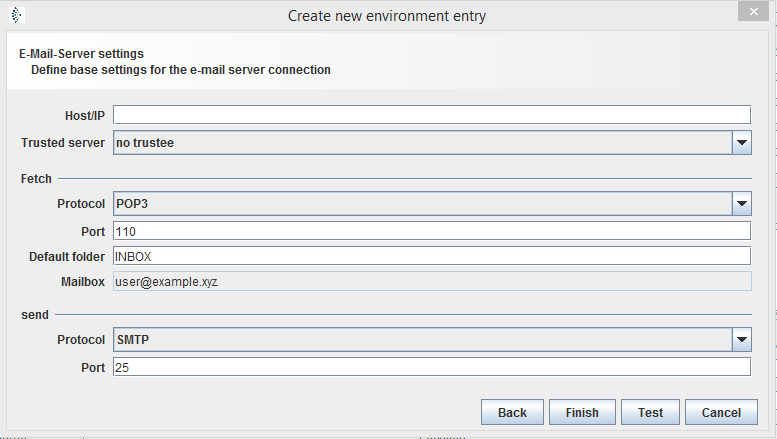 Create new environment entry
E-Mail-Server settings
Define base settings for the e-mail server connection
Host/IP
Trusted server no trustee
Fetch
Protocol POP3
Port 110
Default folder INBOX
Mailbox user@example.xyz
send
Protocol SMTP
Port 25
Back Finish Test Cancel